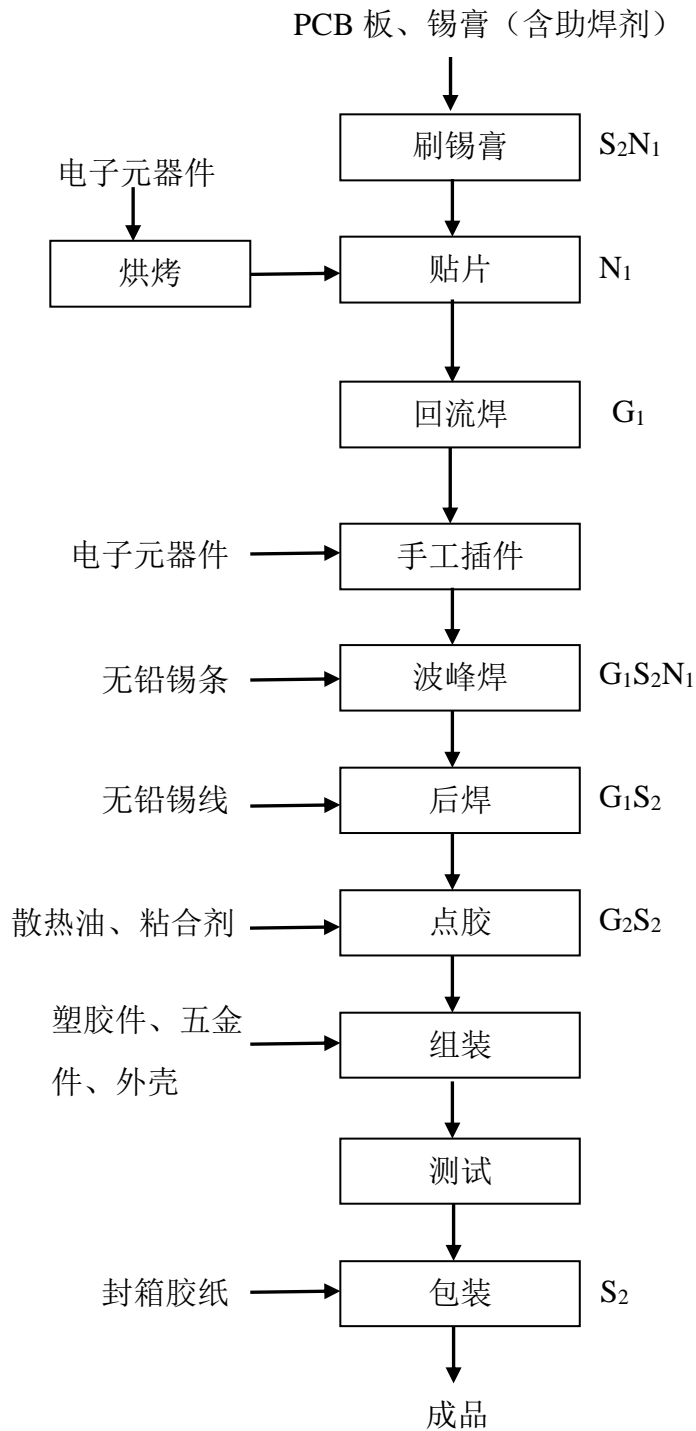 PCB 板、锡膏（含助焊剂）
刷锡膏
S₂N₁
电子元器件
烘烤
贴片
N₁
回流焊
G₁
电子元器件
手工插件
无铅锡条
波峰焊
G₁S₂N₁
无铅锡线
后焊
G₁S₂
散热油、粘合剂
点胶
G₂S₂
塑胶件、五金
件、外壳
组装
测试
封箱胶纸
包装
S₂
成品